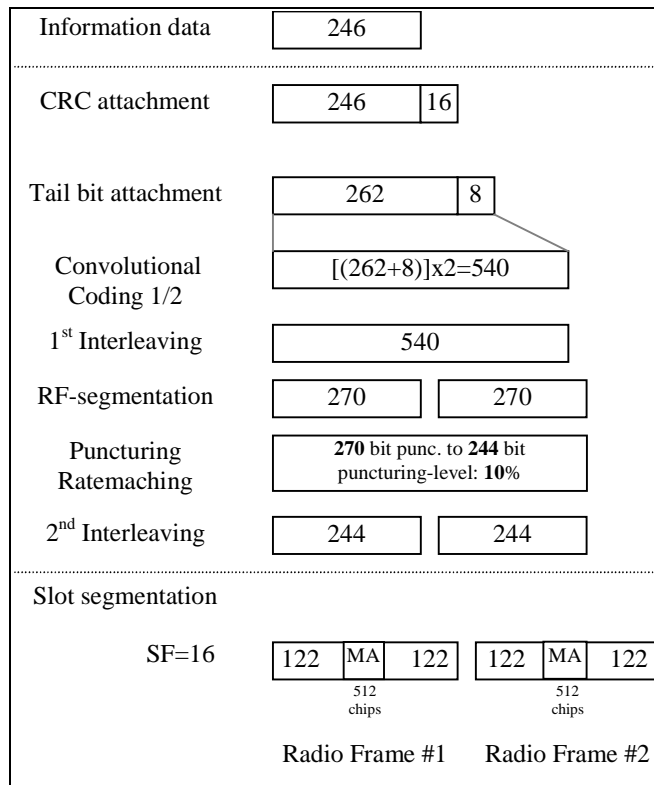 Information data 246
CRC attachment 246 16
Tail bit attachment 262 8
Convolutional
Coding 1/2
[(262+8)]x2=540
1st Interleaving 540
RF-segmentation 270 270
Puncturing
Ratemaching
270 bit punc. to 244 bit
puncturing-level: 10%
2nd Interleaving 244 244
Slot segmentation
SF=16 122 MA 122 122 MA 122
512 512
chips chips
Radio Frame #1 Radio Frame #2